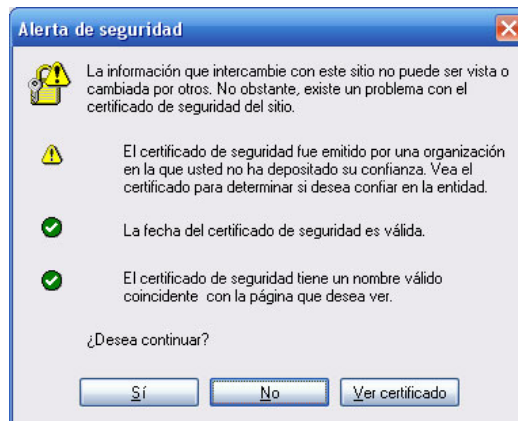 Alerta de seguridad
La información que intercambie con este sitio no puede ser vista o
cambiada por otros. No obstante, existe un problema con el
certificado de seguridad del sitio.
El certificado de seguridad fue emitido por una organización
en la que usted no ha depositado su confianza. Vea el
certificado para determinar si desea confiar en la entidad.
La fecha del certificado de seguridad es válida.
El certificado de seguridad tiene un nombre válido
coincidente con la página que desea ver.
¿Desea continuar?
Sí No Ver certificado